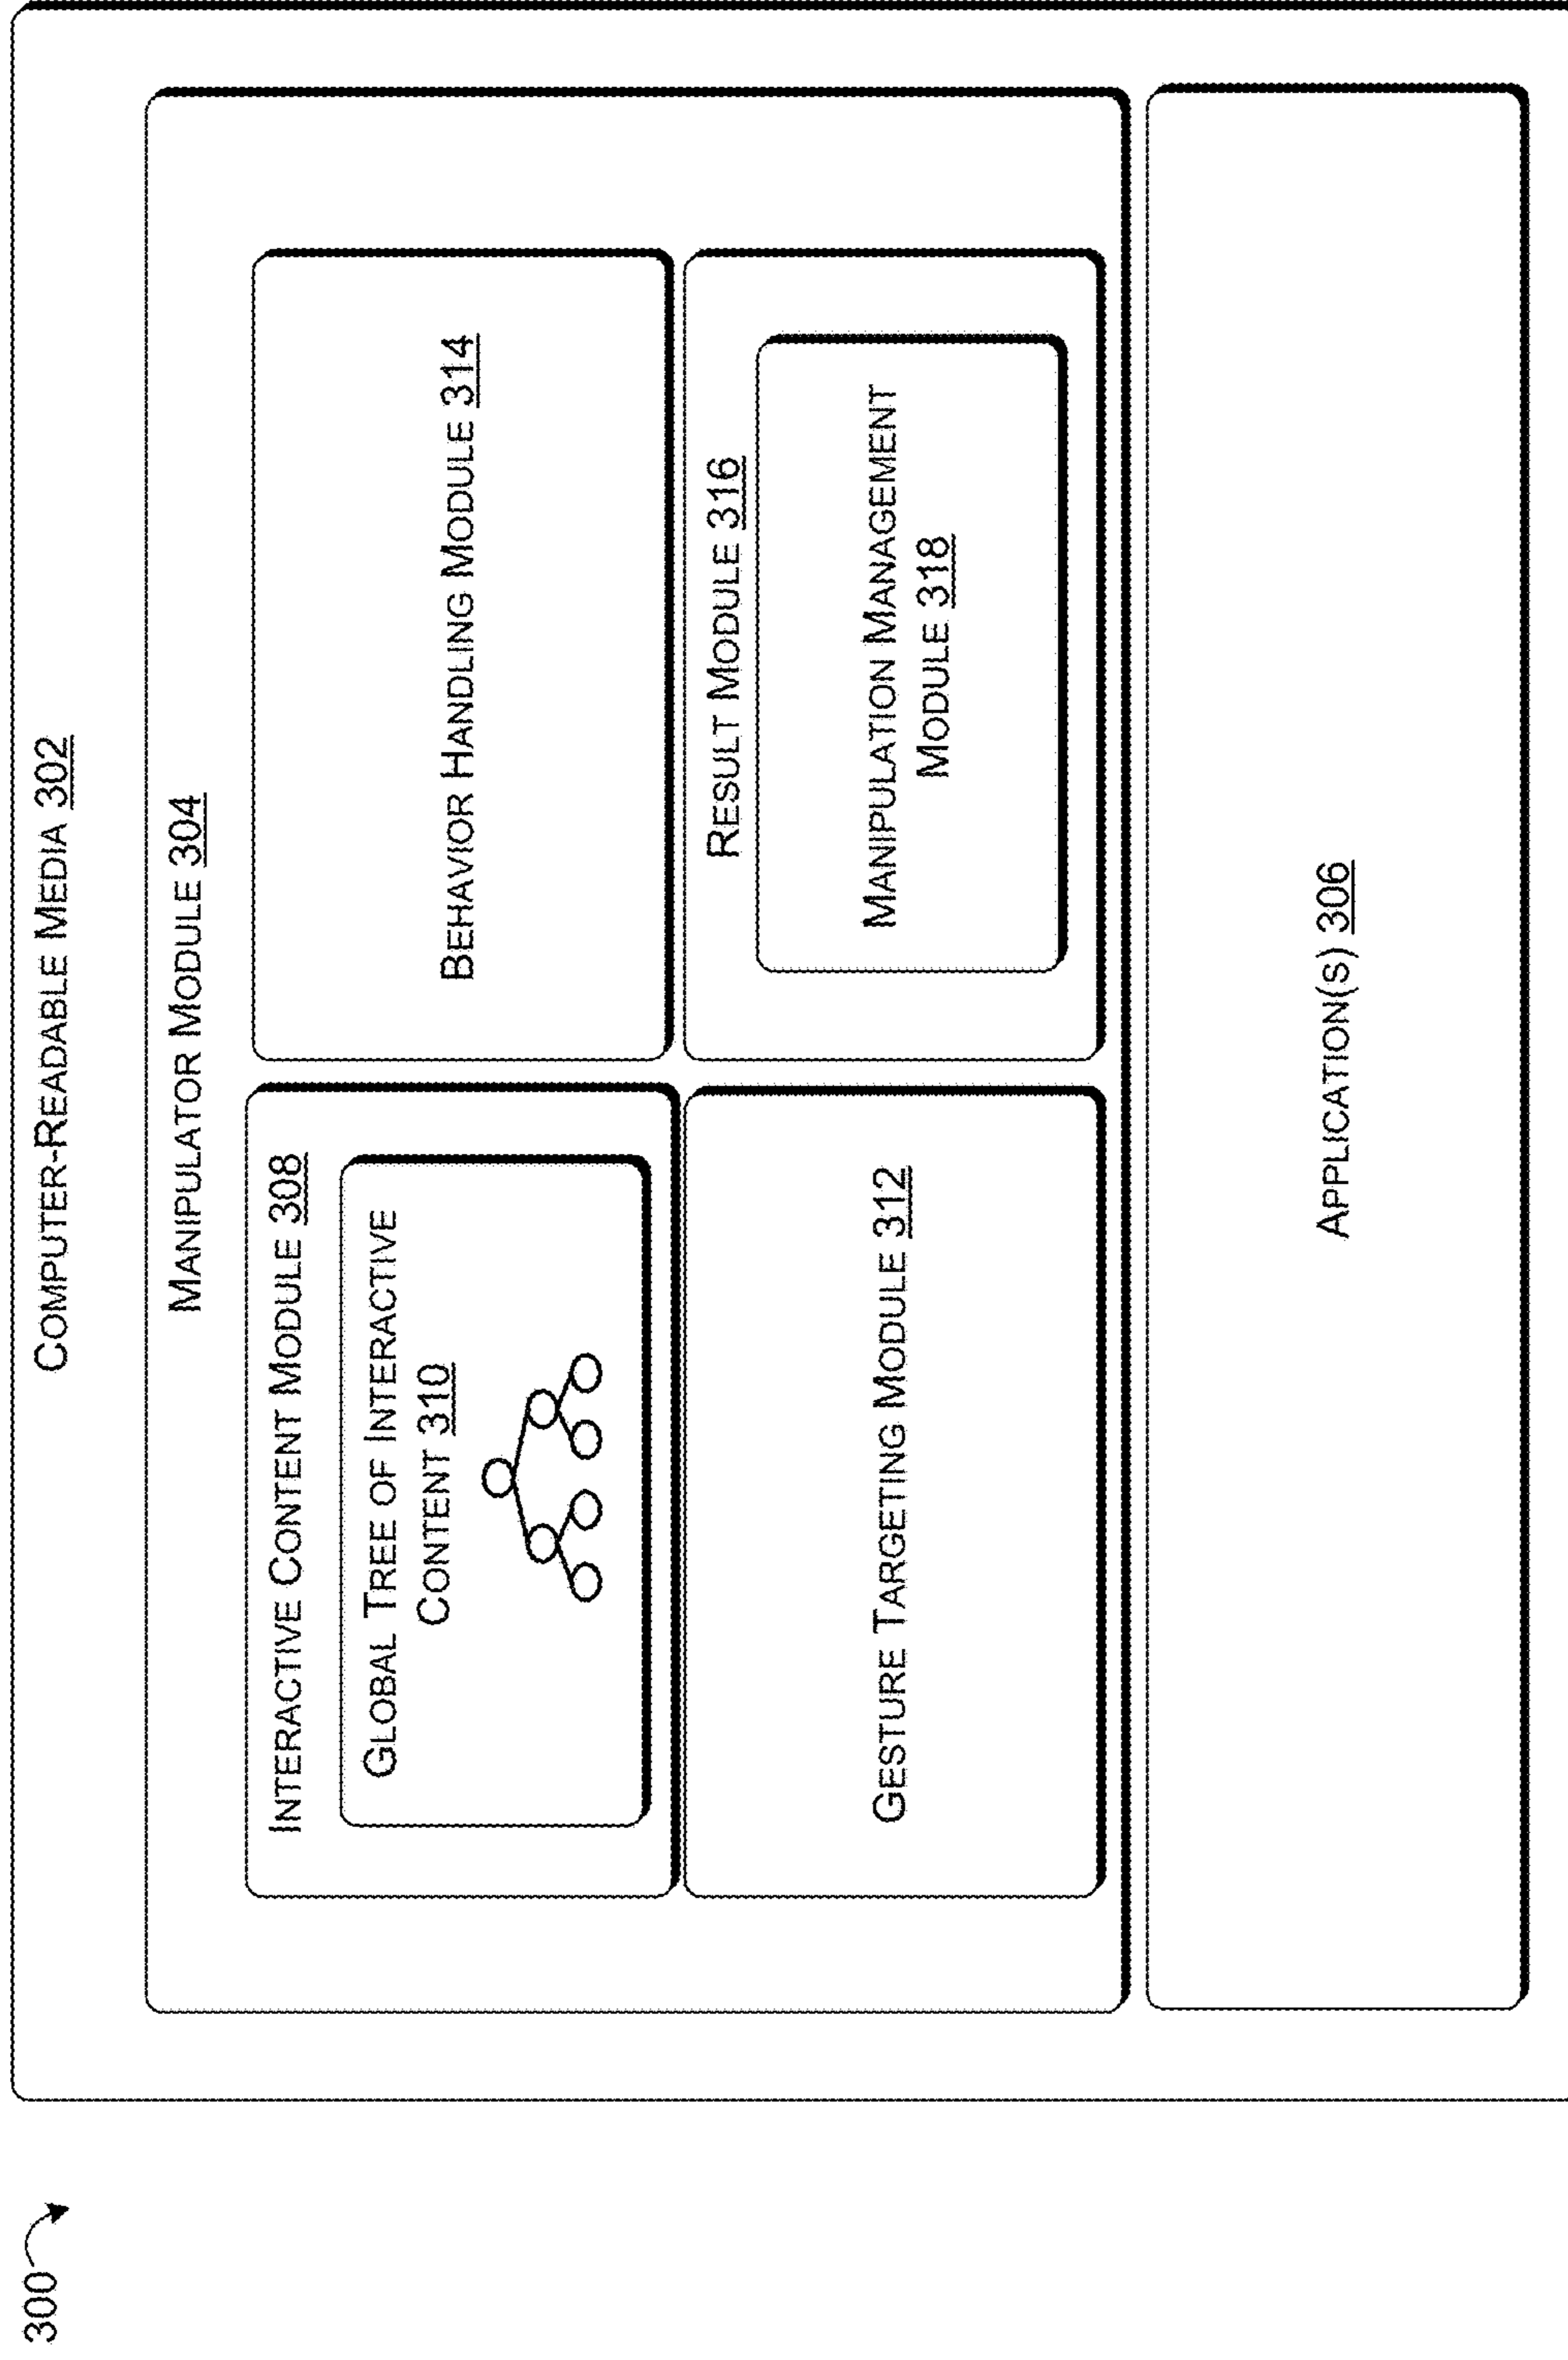 300
COMPUTER-READABLE MEDIA 302
MANIPULATOR MODULE 304
INTERACTIVE CONTENT MODULE 308
GLOBAL TREE OF INTERACTIVE
CONTENT 310
BEHAVIOR HANDLING MODULE 314
GESTURE TARGETING MODULE 312
RESULT MODULE 316
MANIPULATION MANAGEMENT
MODULE 318
APPLICATION(S) 306